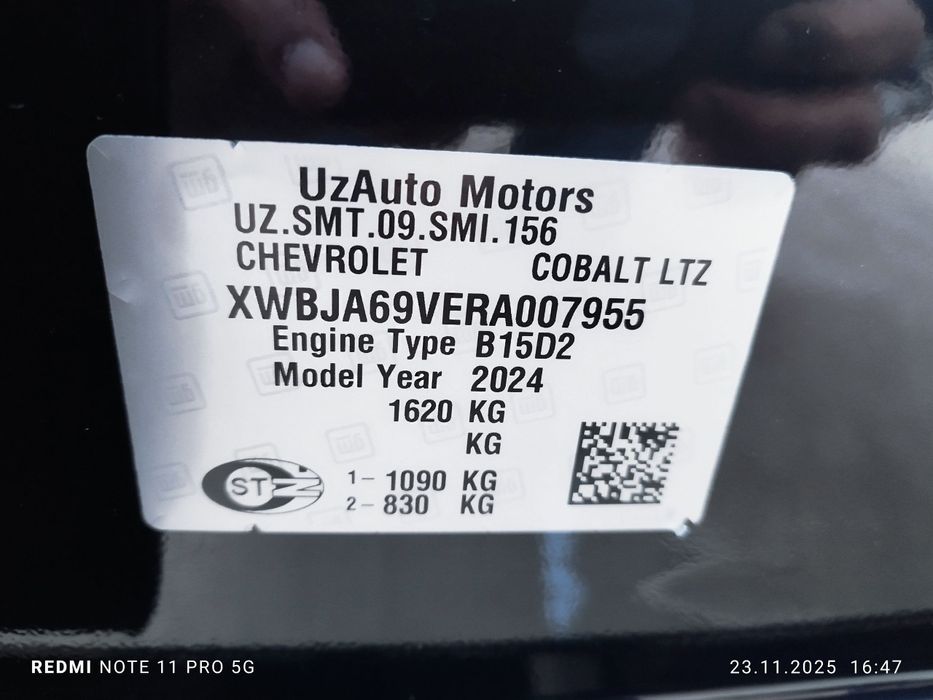 UzAuto Motors
UZ.SMT.09.SMI.156
CHEVROLET COBALT LTZ
XWBJA69VERA007955
Engine Type B15D2
Model Year 2024
1620 KG
KG
1- 1090 KG
2- 830 KG
ST
REDMI NOTE 11 PRO 5G
23.11.2025 16:47